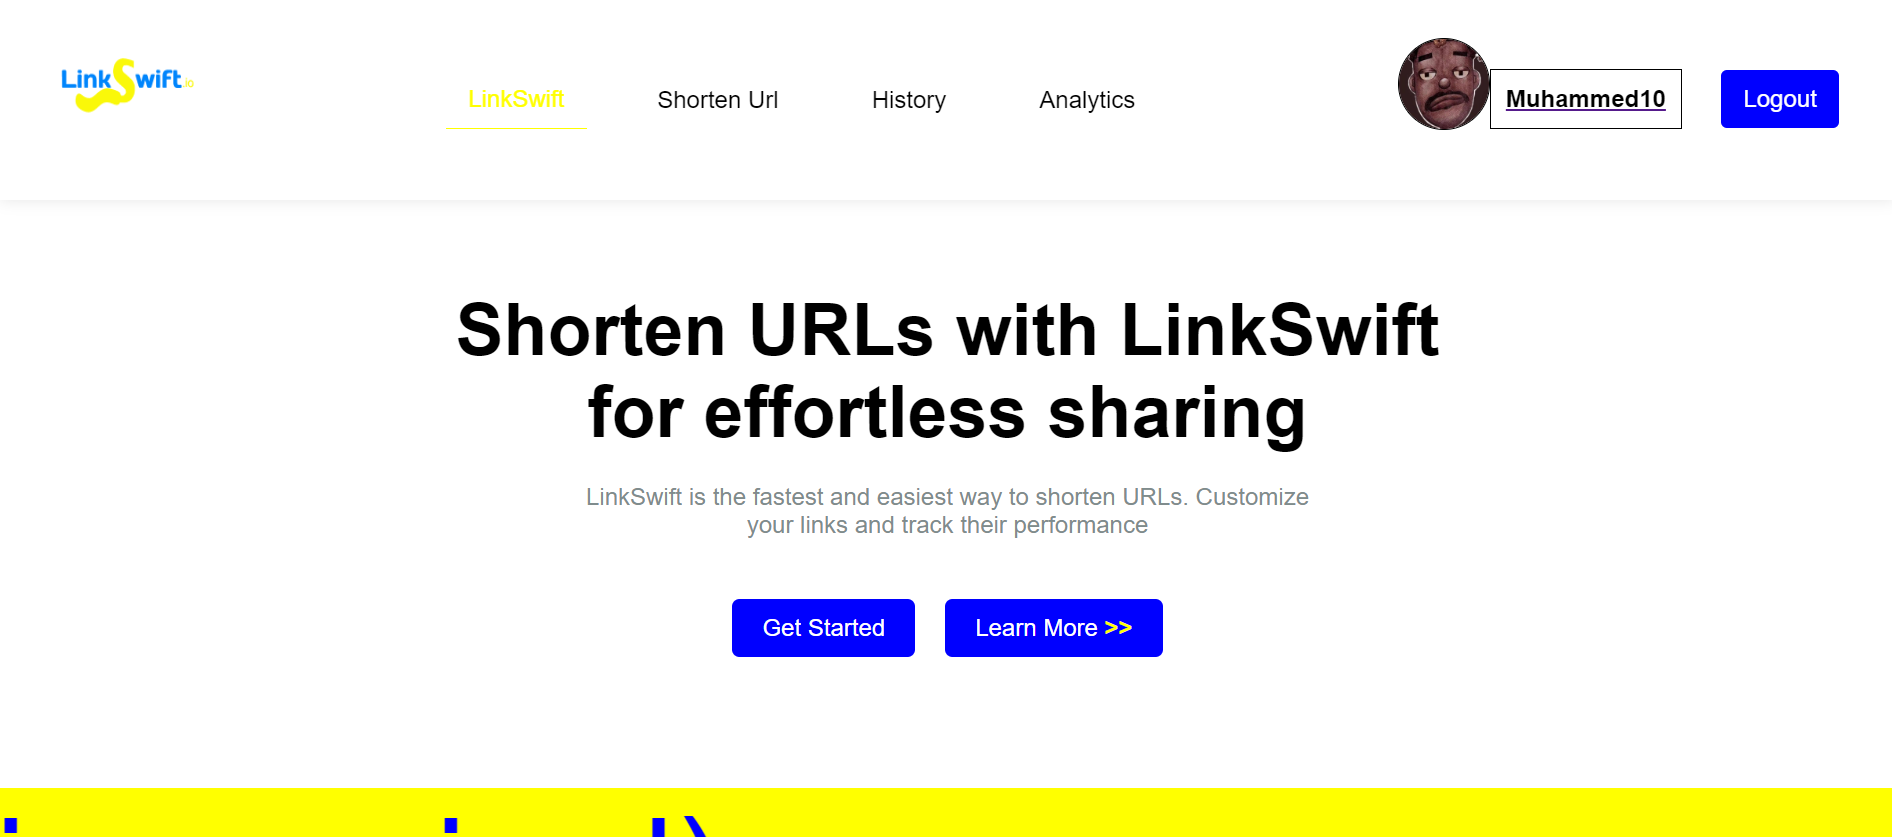 LinkSwift.io
LinkSwift
Shorten Url
History
Analytics
Muhammed10
Logout
Shorten URLs with LinkSwift
for effortless sharing
LinkSwift is the fastest and easiest way to shorten URLs. Customize
your links and track their performance
Get Started
Learn More >>